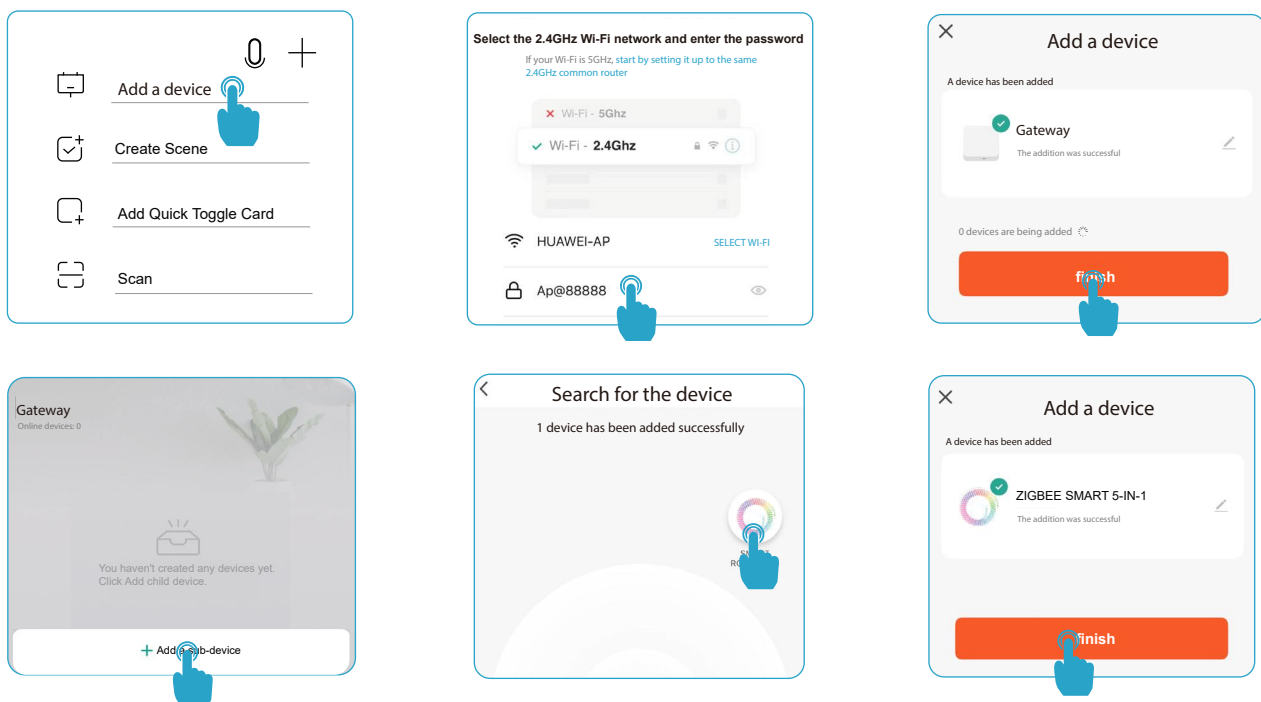 Add a device
Create Scene
Add Quick Toggle Card
Scan
Select the 2.4GHz Wi-Fi network and enter the password
If your Wi-Fi is 5GHz, start by setting it up to the same
2.4GHz common router
Wi-Fi - 5Ghz
Wi-Fi - 2.4Ghz
HUAWEI-AP SELECT WI-FI
Ap@88888
Add a device
A device has been added
Gateway
The addition was successful
0 devices are being added
finish
Gateway
Online devices: 0
You haven't created any devices yet.
Click Add child device.
+ Add a sub-device
Search for the device
1 device has been added successfully
Add a device
A device has been added
ZIGBEE SMART 5-IN-1
The addition was successful
finish